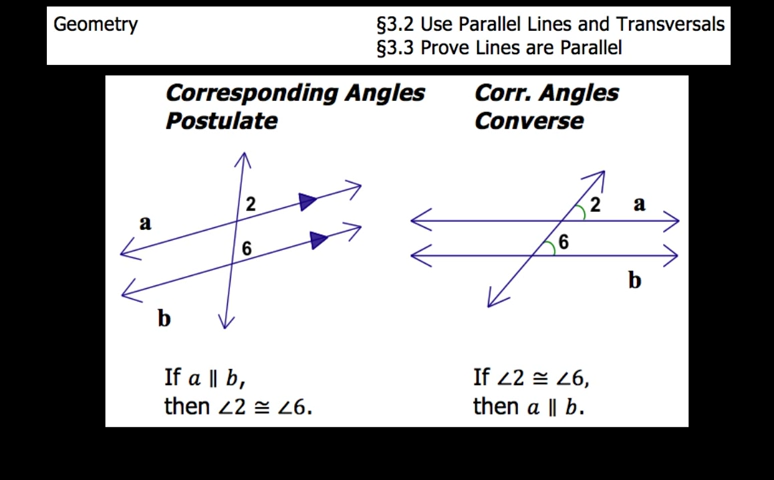 Geometry
§3.2 Use Parallel Lines and Transversals
§3.3 Prove Lines are Parallel
Corresponding Angles
Postulate
2
a
6
b
If a ∥ b,
then ∠2 ≅ ∠6.
Corr. Angles
Converse
2 a
6
b
If ∠2 ≅ ∠6,
then a ∥ b.